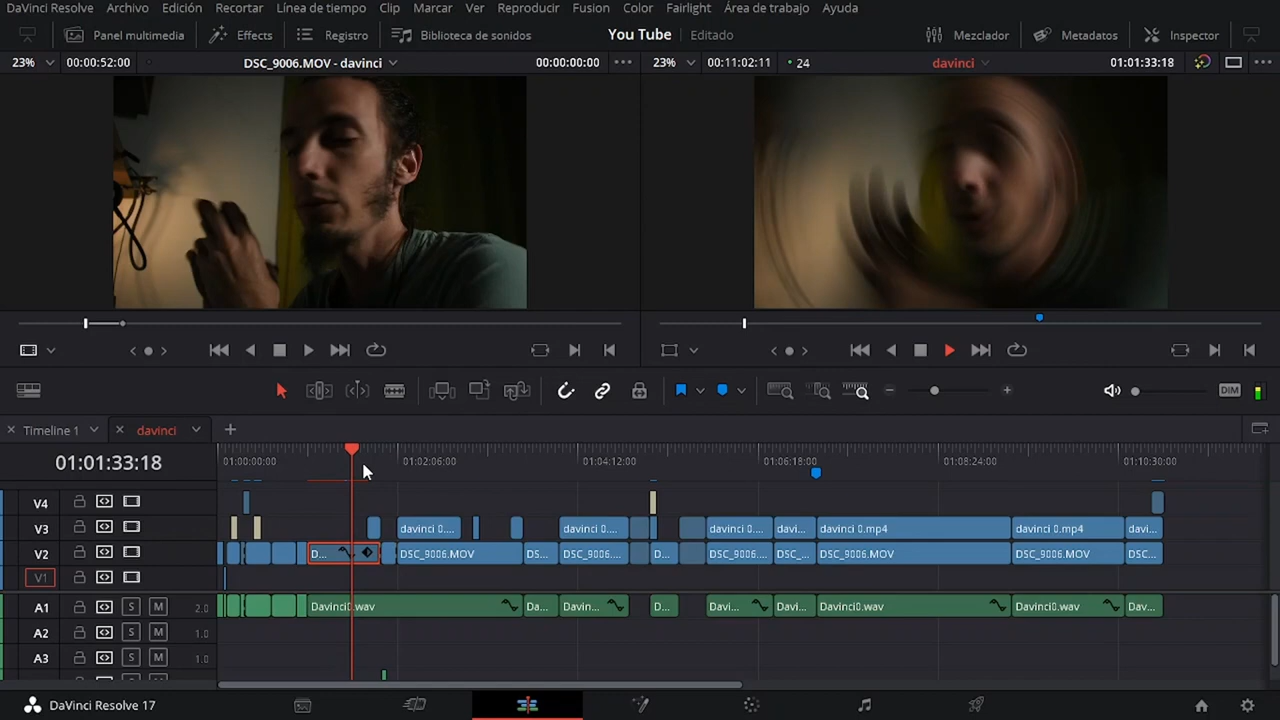 DaVinci Resolve Archivo Edición Recortar Línea de tiempo Clip Marcar Ver Reproducir Fusion Color Fairlight Área de trabajo Ayuda
Panel multimedia Effects Registro Biblioteca de sonidos You Tube Editado Mezclador Metadatos Inspector
23% 00:00:52:00 DSC_9006.MOV - davinci 00:00:00:00 23% 00:11:02:11 24 davinci 01:01:33:18
DIM
Timeline 1 davinci
01:01:33:18 01:00:00:00 01:02:06:00 01:04:12:00 01:06:18:00 01:08:24:00 01:10:30:00
V4
V3 davinci 0.... davinci 0.... davinci 0.... davi... davinci 0.mp4 davinci 0.mp4 davi...
V2 D... DSC_9006.MOV DS... DSC_9006.... D... DSC_9006.... DSC_... DSC_9006.MOV DSC_9006.MOV DSC...
V1
A1 S M 2.0 Davinci0.wav Da... Davin... D... Davi... Davi... Davinci0.wav Davinci0.wav Dav...
A2 S M 1.0
A3 S M 1.0
DaVinci Resolve 17